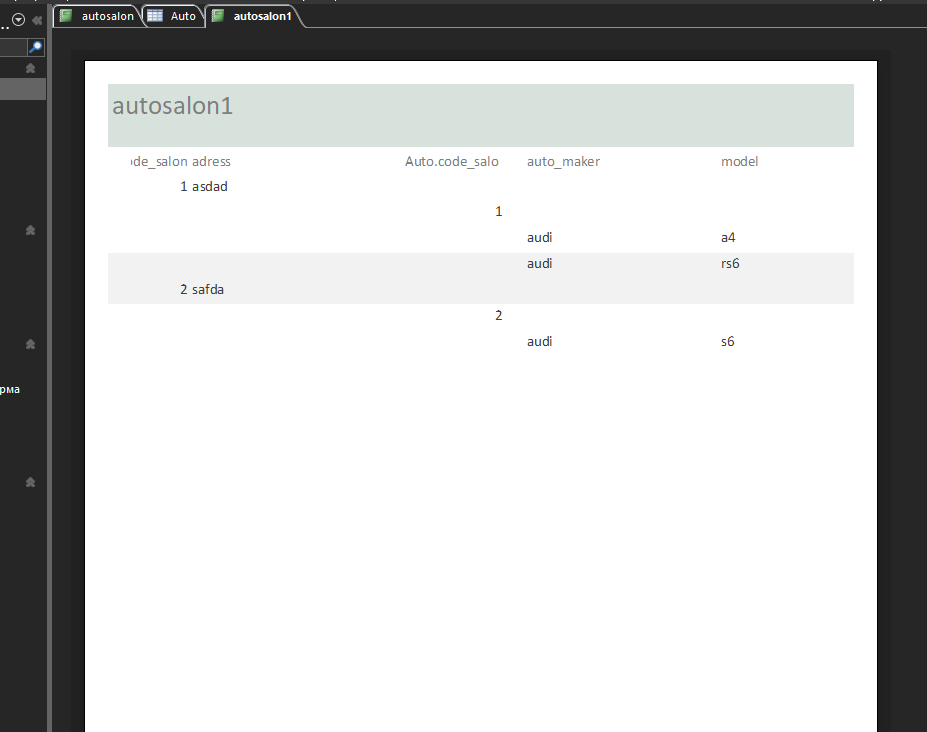 autosalon Auto autosalon1
autosalon1
ode_salon adress Auto.code_salo auto_maker model
1 asdad
1
audi a4
audi rs6
2 safda
2
audi s6
рма